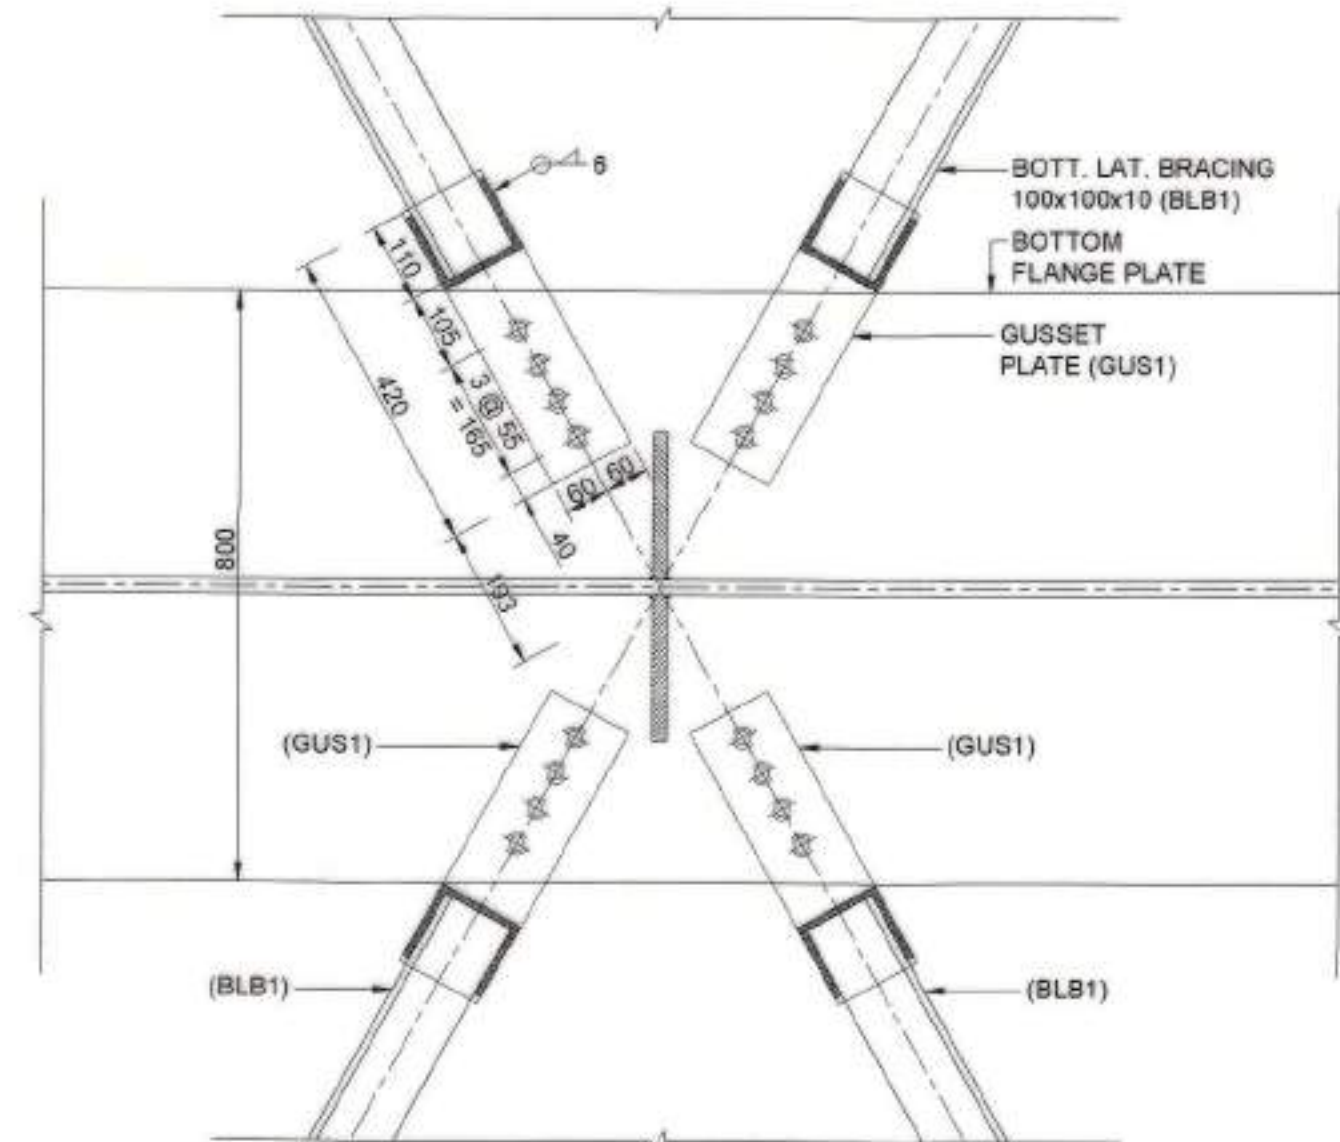 6
BOTT. LAT. BRACING
100x100x10 (BLB1)
BOTTOM
FLANGE PLATE
GUSSET
PLATE (GUS1)
110
105
3 @ 55
= 165
420
60
60
40
193
800
(GUS1)
(GUS1)
(BLB1)
(BLB1)